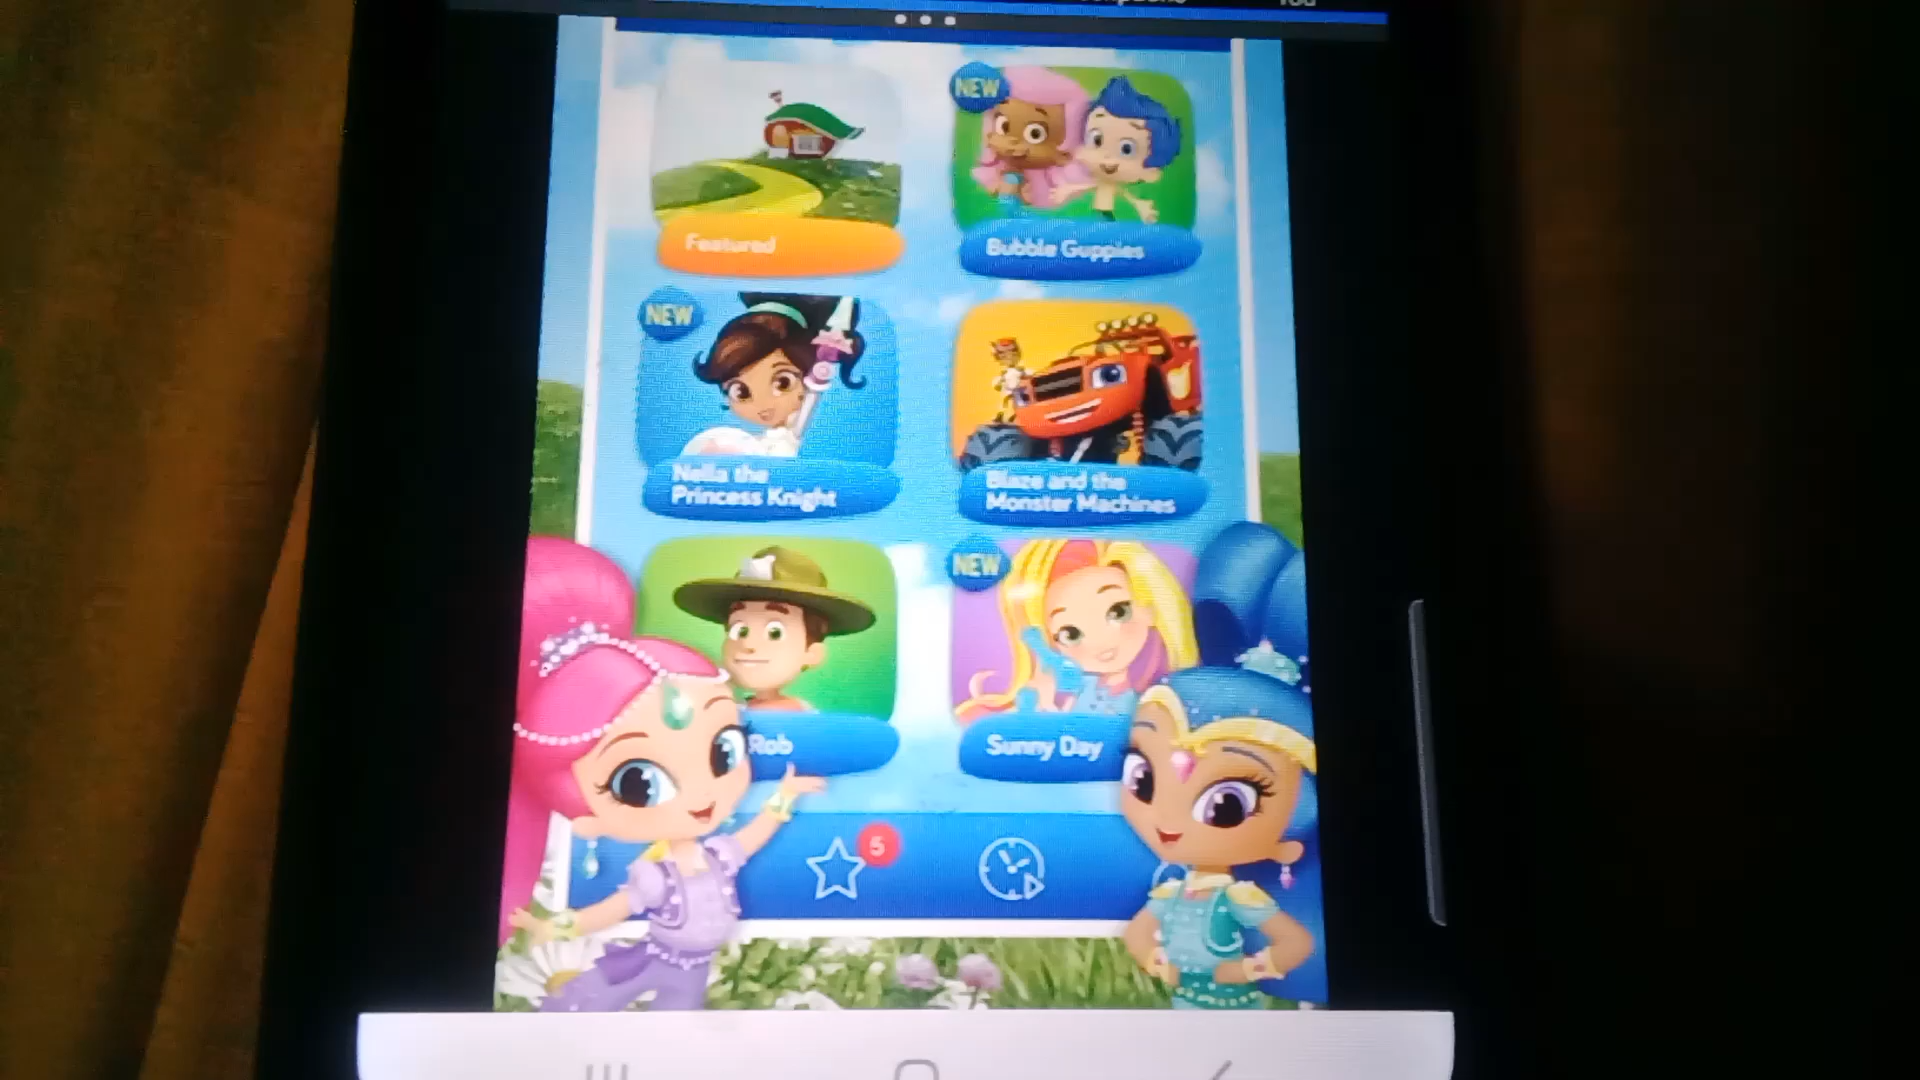 NEW
Featured
Bubble Guppies
NEW
Nella the
Princess Knight
Blaze and the
Monster Machines
NEW
Rob
Sunny Day
5